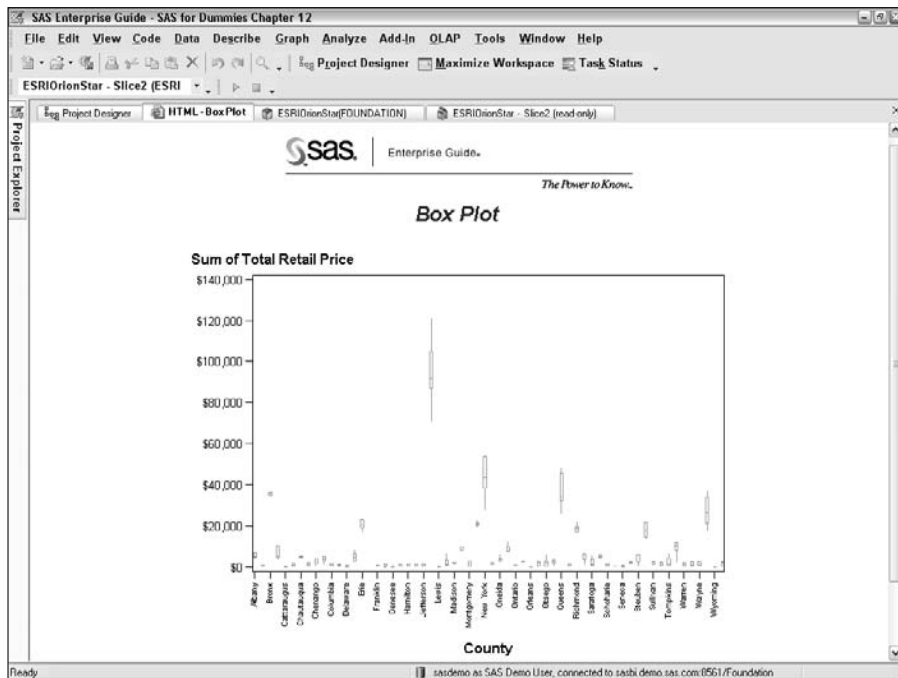 SAS Enterprise Guide - SAS for Dummies Chapter 12
File Edit View Code Data Describe Graph Analyze Add-In OLAP Tools Window Help
Project Designer Maximize Workspace Task Status
ESRIOrionStar - Slice2 (ESRI
Project Designer HTML - Box Plot ESRIOrionStar(FOUNDATION) ESRIOrionStar - Slice2 (read-only)
Project Explorer
sas. Enterprise Guide®
The Power to Know™
Box Plot
Sum of Total Retail Price
$140,000
$120,000
$100,000
$80,000
$60,000
$40,000
$20,000
$0
Albany
Bronx
Cattaraugus
Chautauqua
Chenango
Columbia
Delaware
Erie
Franklin
Genesee
Hamilton
Jefferson
Lewis
Madison
Montgomery
New York
Oneida
Ontario
Orleans
Otsego
Queens
Richmond
Saratoga
Schoharie
Seneca
Steuben
Sullivan
Tompkins
Warren
Wayne
Wyoming
County
Ready sasdemo as SAS Demo User, connected to sasbi.demo.sas.com:8561/Foundation